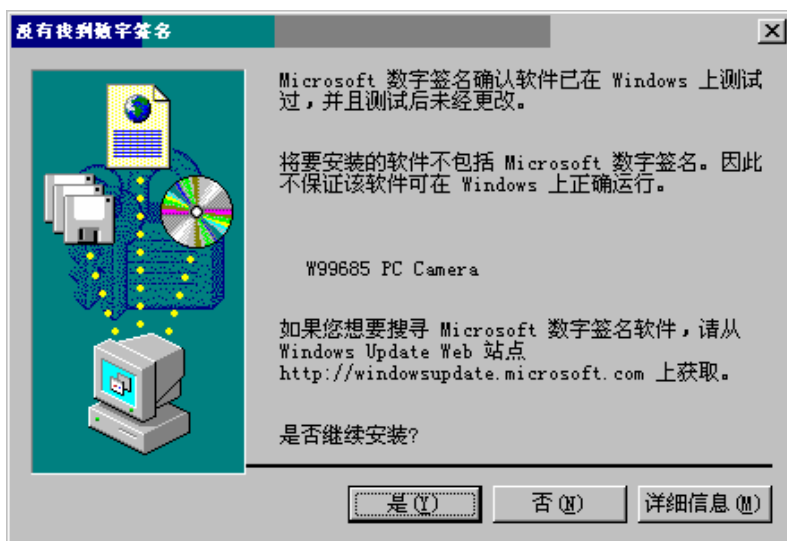 没有找到数字签名
Microsoft 数字签名确认软件已在 Windows 上测试
过，并且测试后未经更改。
将要安装的软件不包括 Microsoft 数字签名。因此
不保证该软件可在 Windows 上正确运行。
W99685 PC Camera
如果您想要搜寻 Microsoft 数字签名软件，请从
Windows Update Web 站点
http://windowsupdate.microsoft.com 上获取。
是否继续安装?
是(Y) 否(N) 详细信息(M)